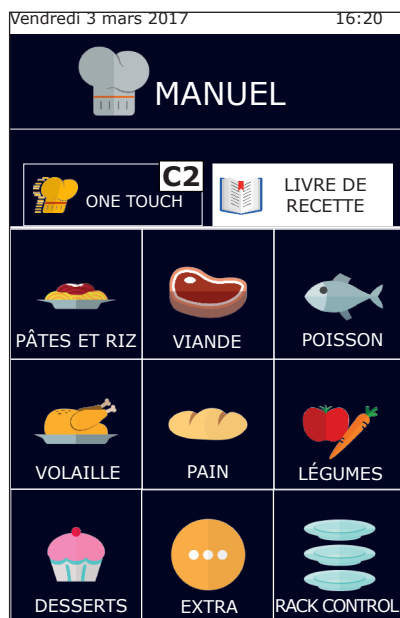 Vendredi 3 mars 2017 16:20
MANUEL
C2
ONE TOUCH
LIVRE DE
RECETTE
PÂTES ET RIZ VIANDE POISSON
VOLAILLE PAIN LÉGUMES
DESSERTS EXTRA RACK CONTROL